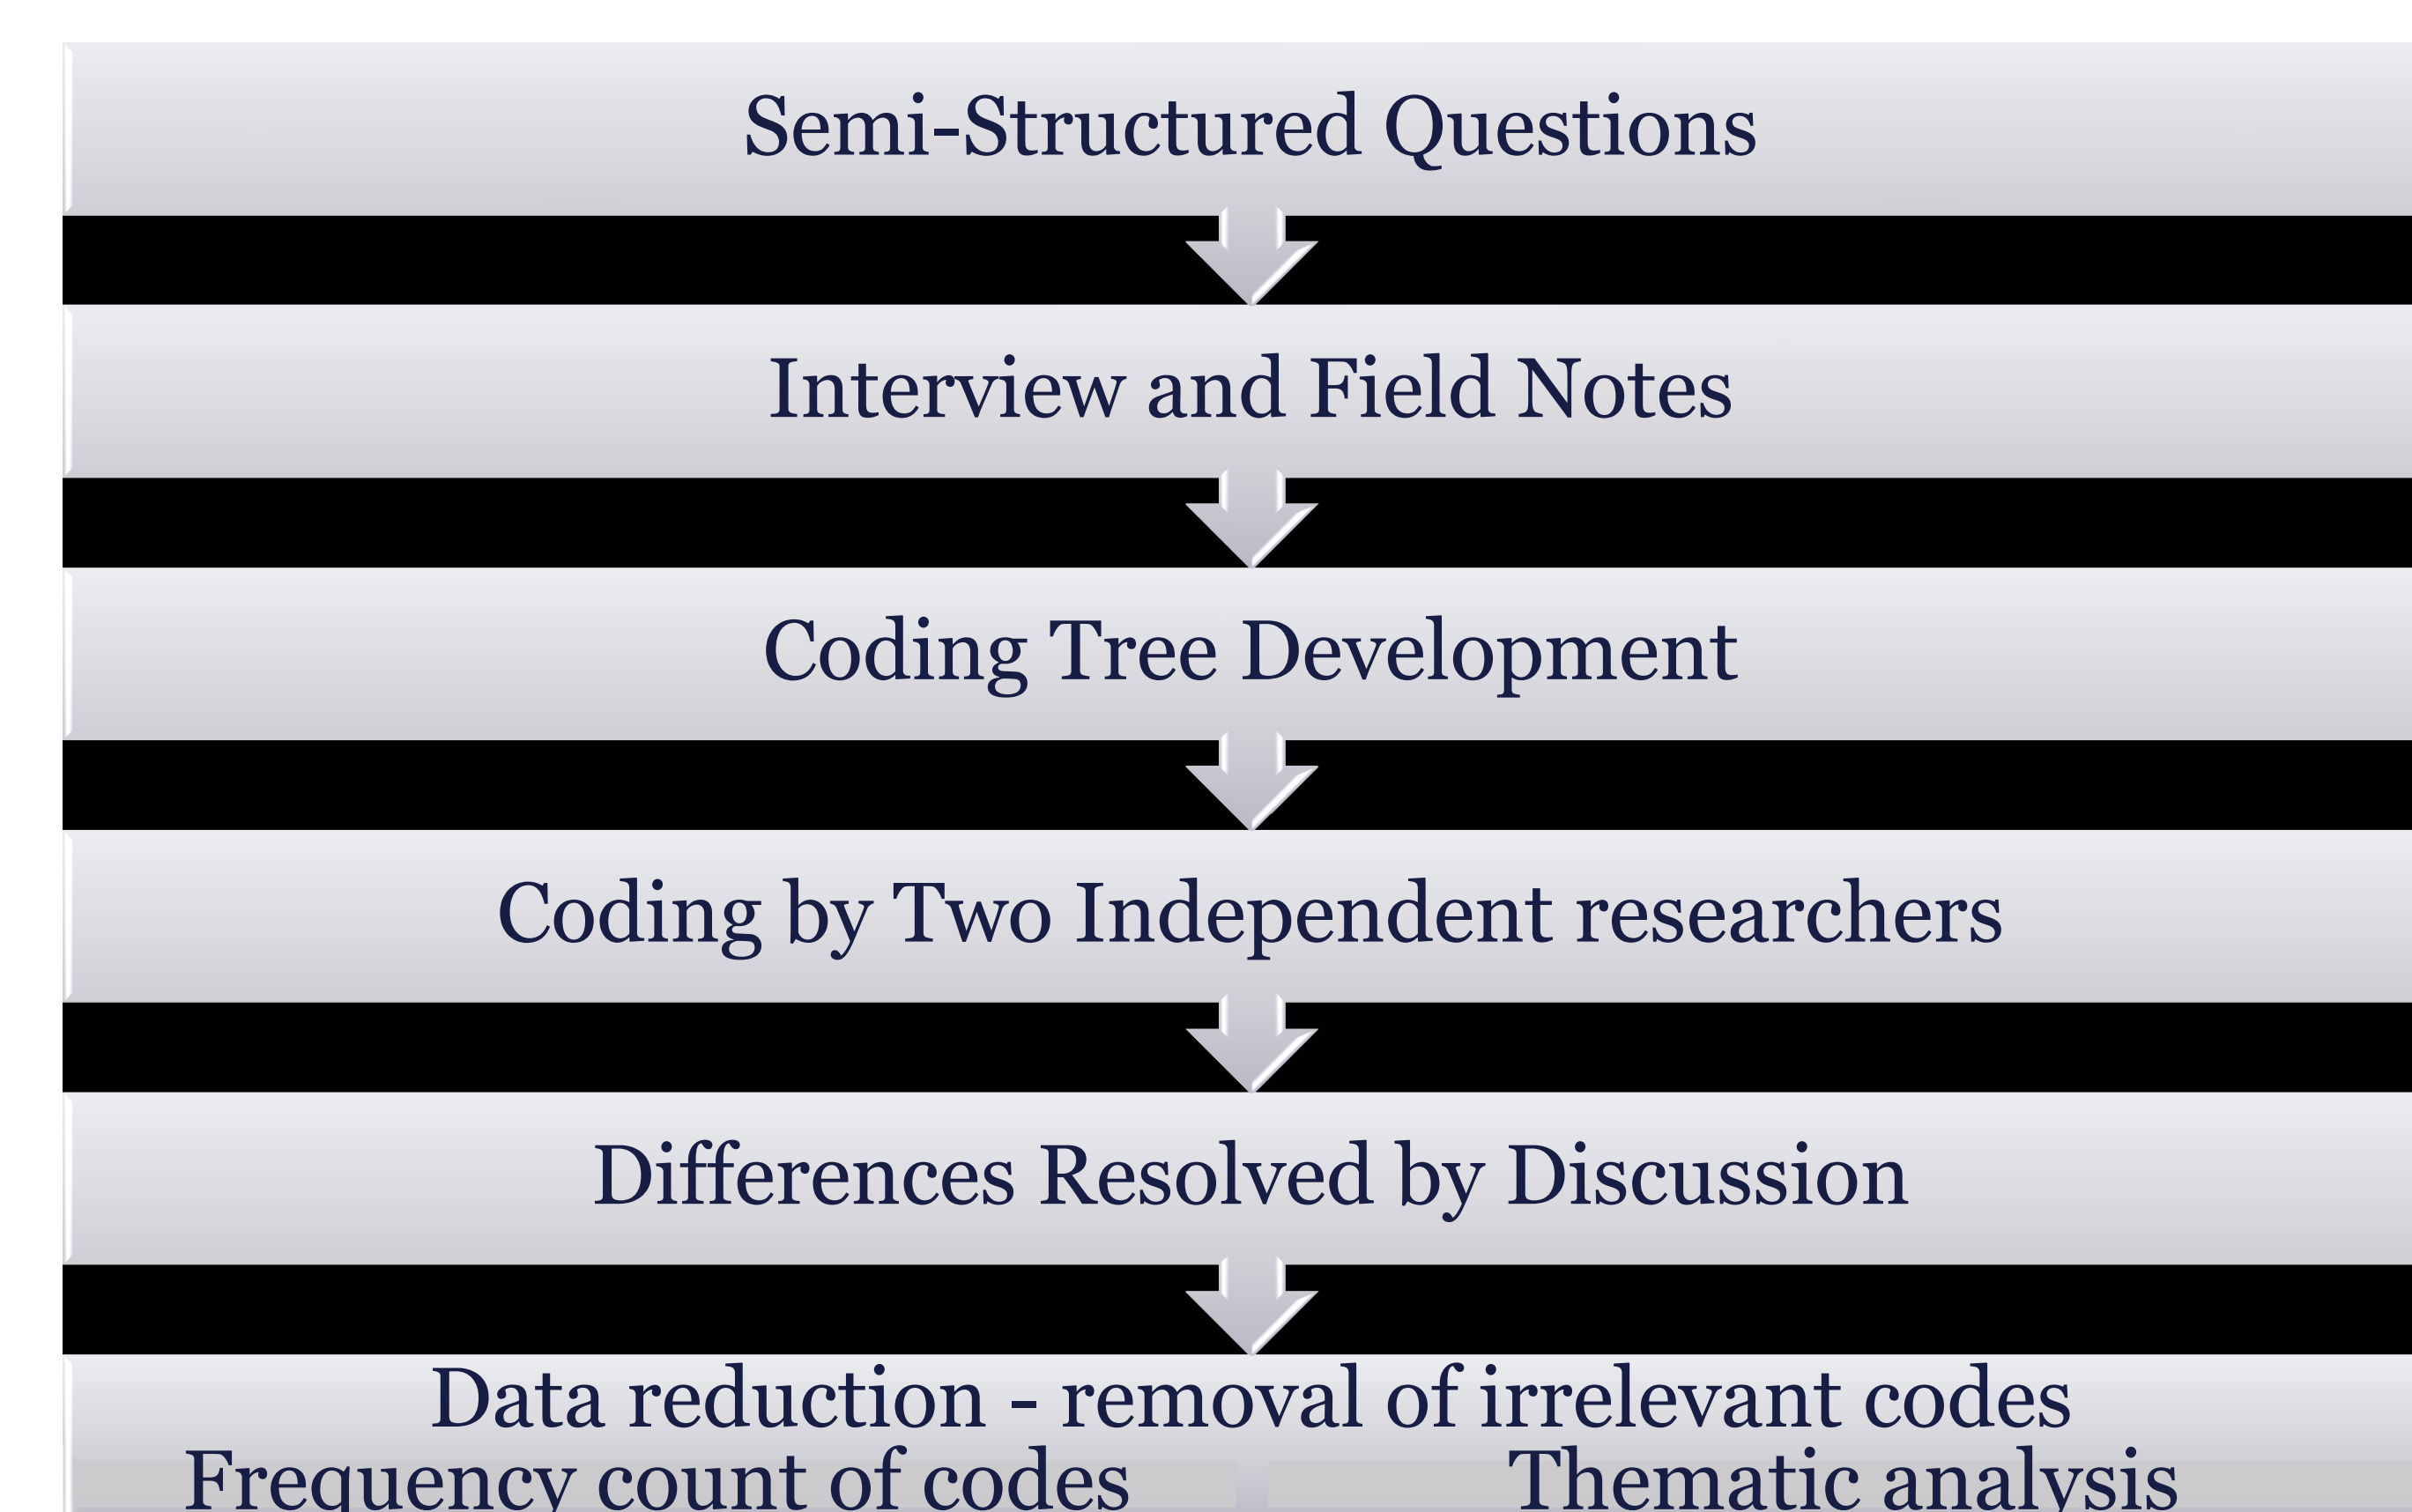 Semi-Structured Questions
Interview and Field Notes
Coding Tree Development
Coding by Two Independent researchers
Differences Resolved by Discussion
Data reduction - removal of irrelevant codes
Frequency count of codes
Thematic analysis